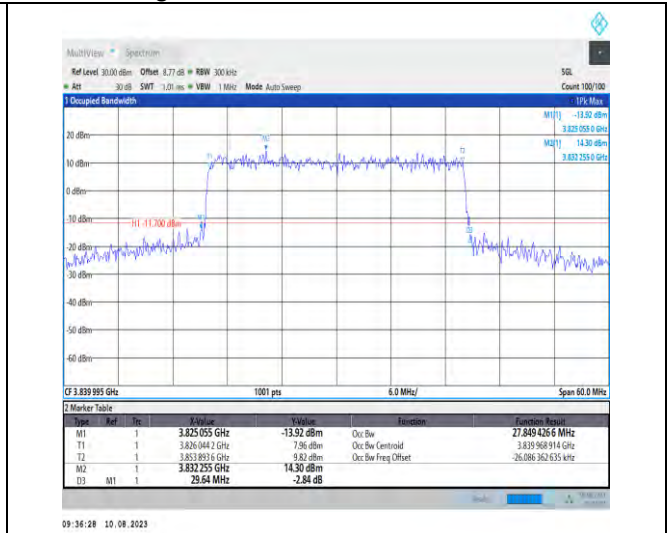 MultiView Spectrum
Ref Level 30.00 dBm Offset 8.77 dB RBW 300 kHz SGL
Att 30 dB SWT 1.01 ms VBW 1 MHz Mode Auto Sweep Count 100/100
1 Occupied Bandwidth 1Pk Max
M1[1] -13.92 dBm
3.825 055 0 GHz
M2[1] 14.30 dBm
3.832 255 0 GHz
20 dBm
M2
T1
T2
10 dBm
0 dBm
-10 dBm
H1 -11.700 dBm
M1
D3
-20 dBm
-30 dBm
-40 dBm
-50 dBm
-60 dBm
CF 3.839 995 GHz 1001 pts 6.0 MHz/ Span 60.0 MHz
2 Marker Table
Type Ref Trc X-Value Y-Value Function Function Result
M1 1 3.825 055 GHz -13.92 dBm Occ Bw 27.849 426 6 MHz
T1 1 3.826 044 2 GHz 7.96 dBm Occ Bw Centroid 3.839 968 914 GHz
T2 1 3.853 893 6 GHz 9.82 dBm Occ Bw Freq Offset -26.086 362 635 kHz
M2 1 3.832 255 GHz 14.30 dBm
D3 M1 1 29.64 MHz -2.84 dB
09:36:28 10.08.2023